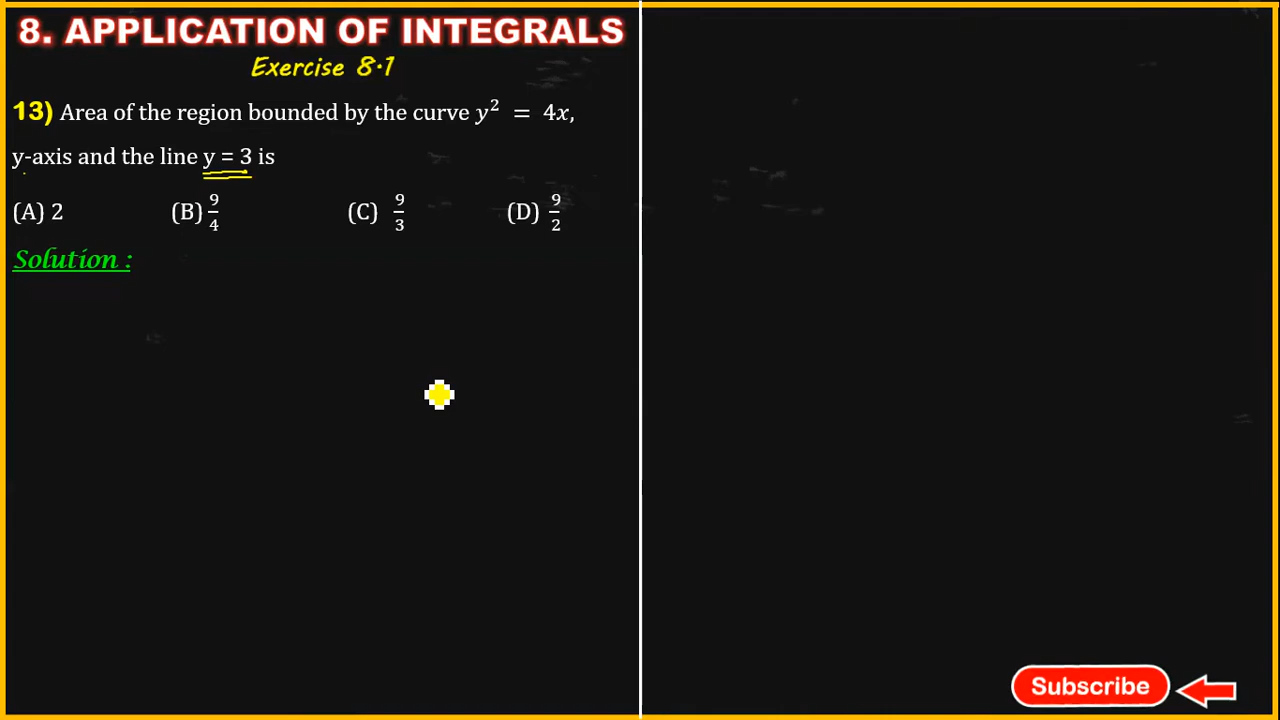 8. APPLICATION OF INTEGRALS
Exercise 8.1
13) Area of the region bounded by the curve y² = 4x,
y-axis and the line y = 3 is
(A) 2 (B) 9/4 (C) 9/3 (D) 9/2
Solution :
Subscribe